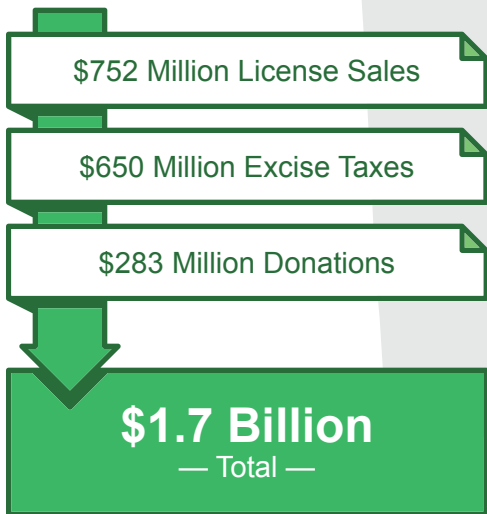 $752 Million License Sales
$650 Million Excise Taxes
$283 Million Donations
$1.7 Billion
— Total —